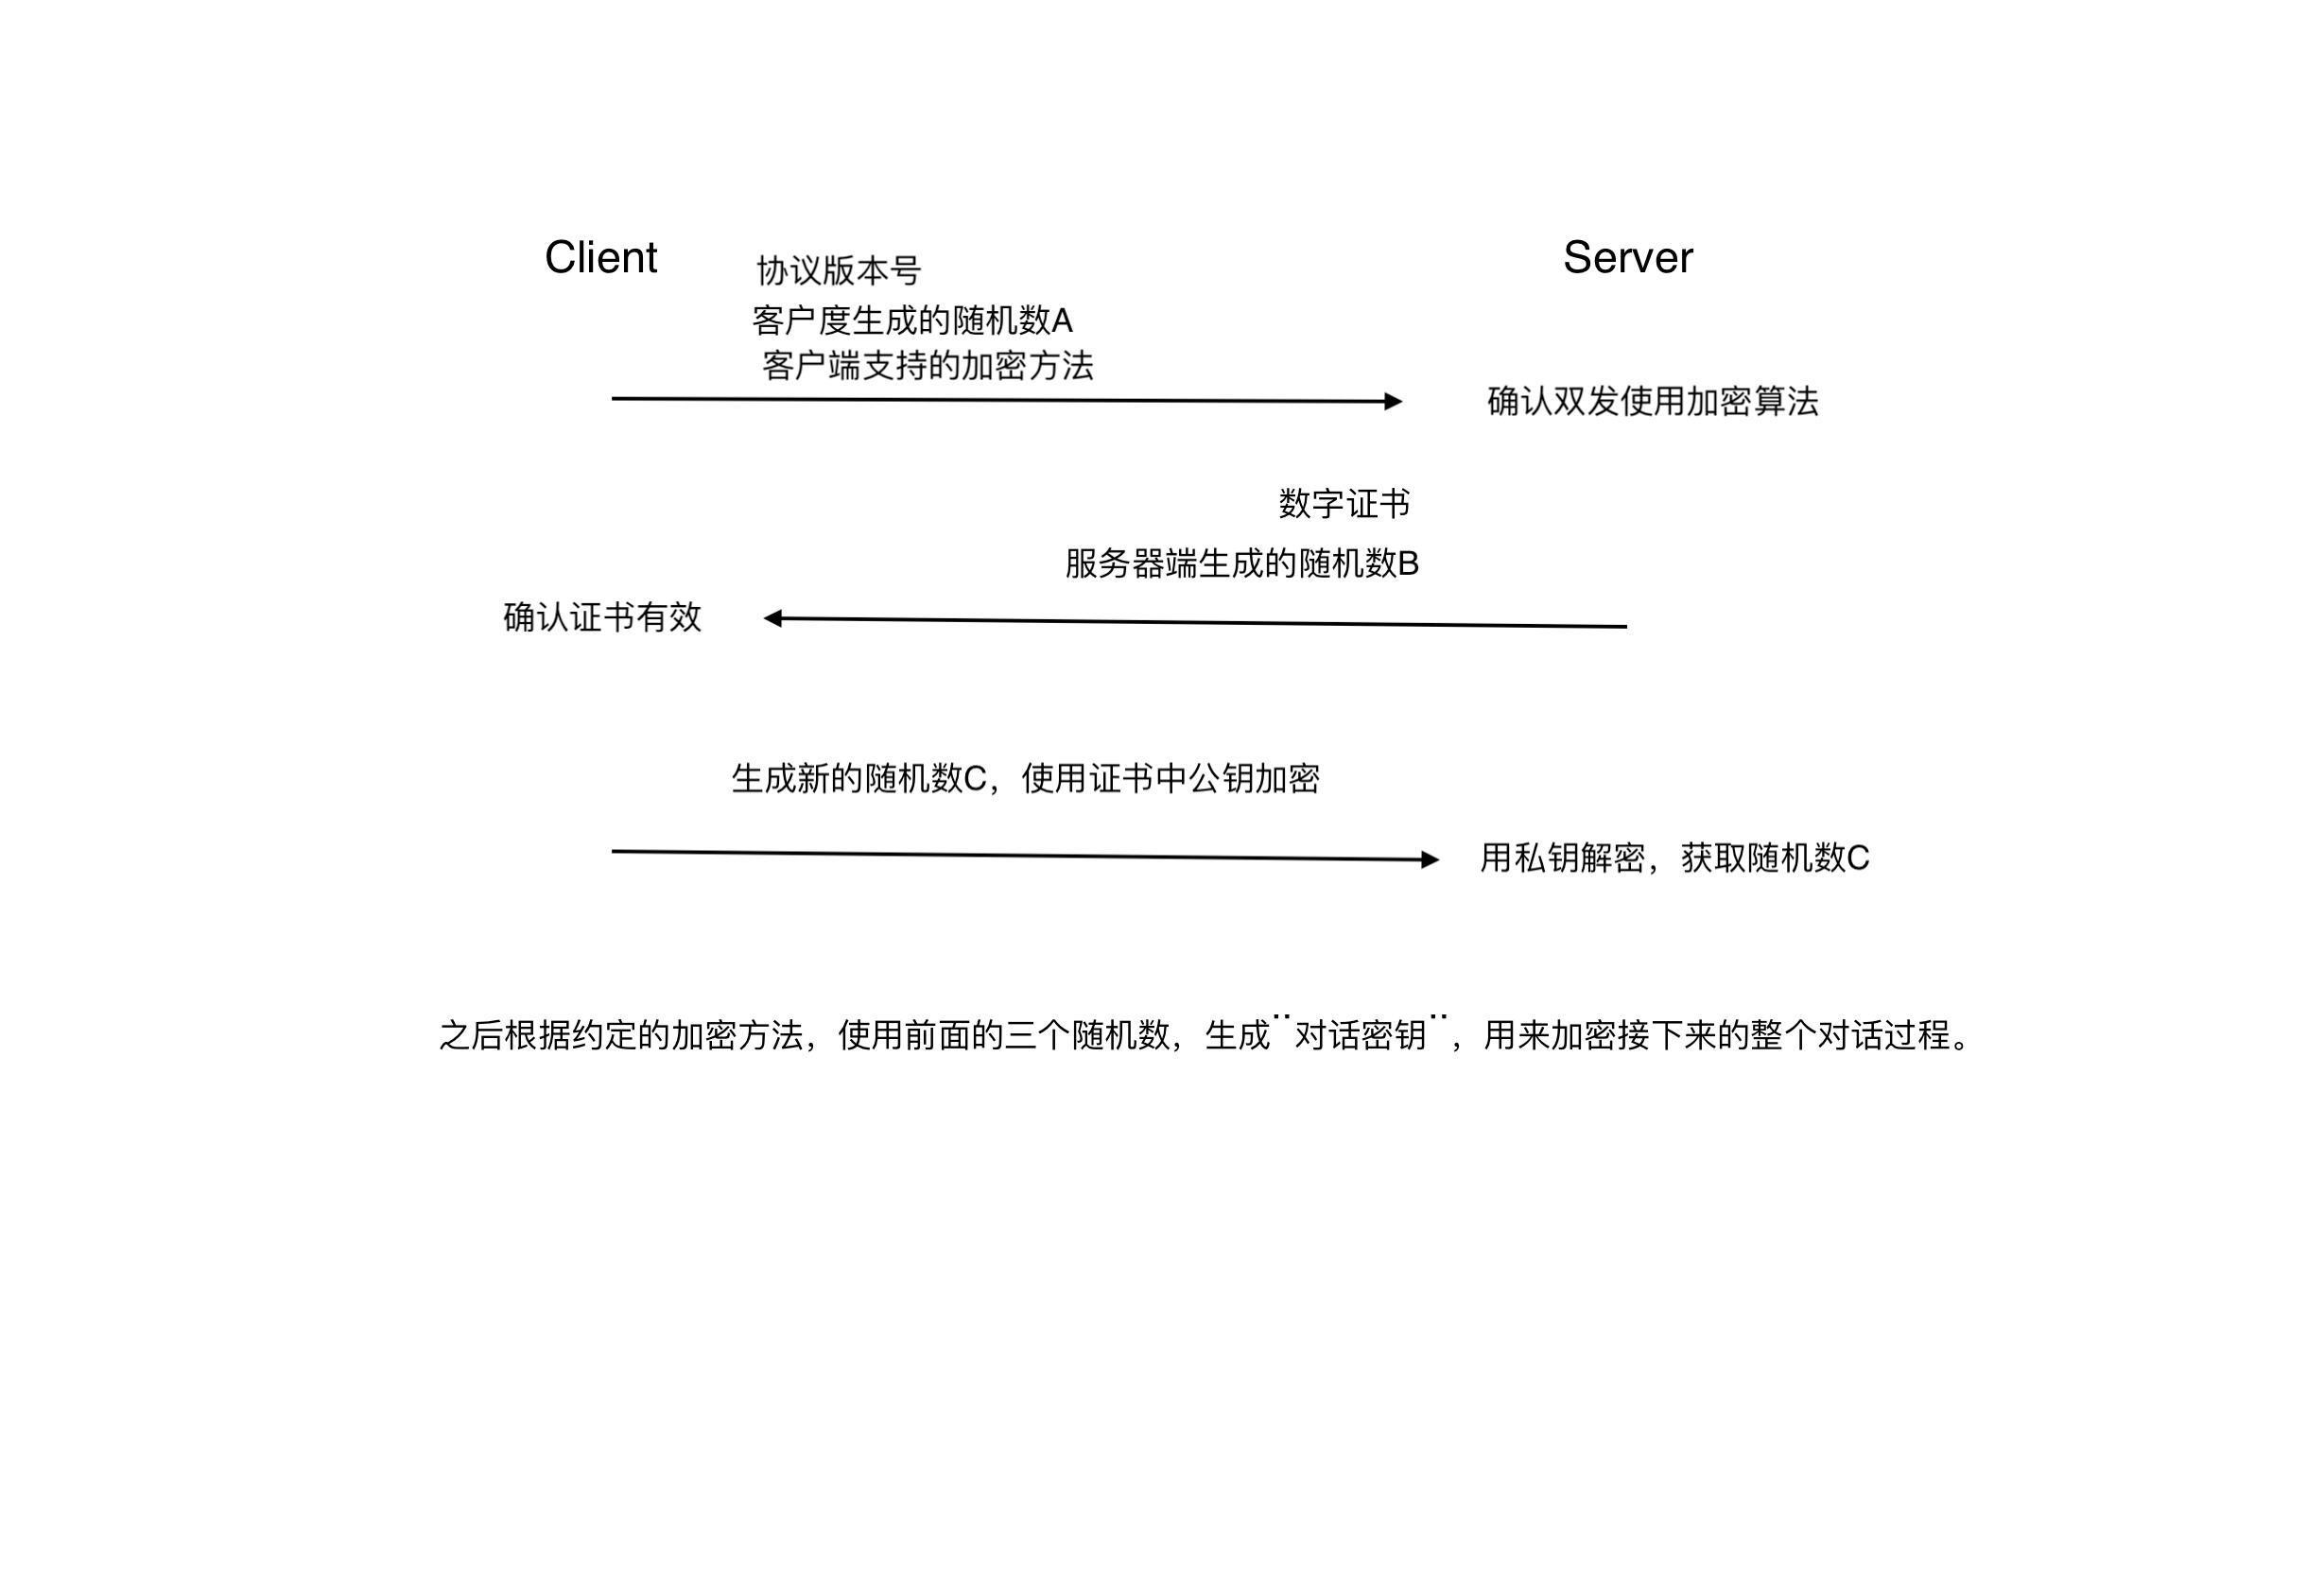 Client
Server
协议版本号
客户度生成的随机数A
客户端支持的加密方法
确认双发使用加密算法
数字证书
服务器端生成的随机数B
确认证书有效
生成新的随机数C，使用证书中公钥加密
用私钥解密，获取随机数C
之后根据约定的加密方法，使用前面的三个随机数，生成¨对话密钥¨，用来加密接下来的整个对话过程。